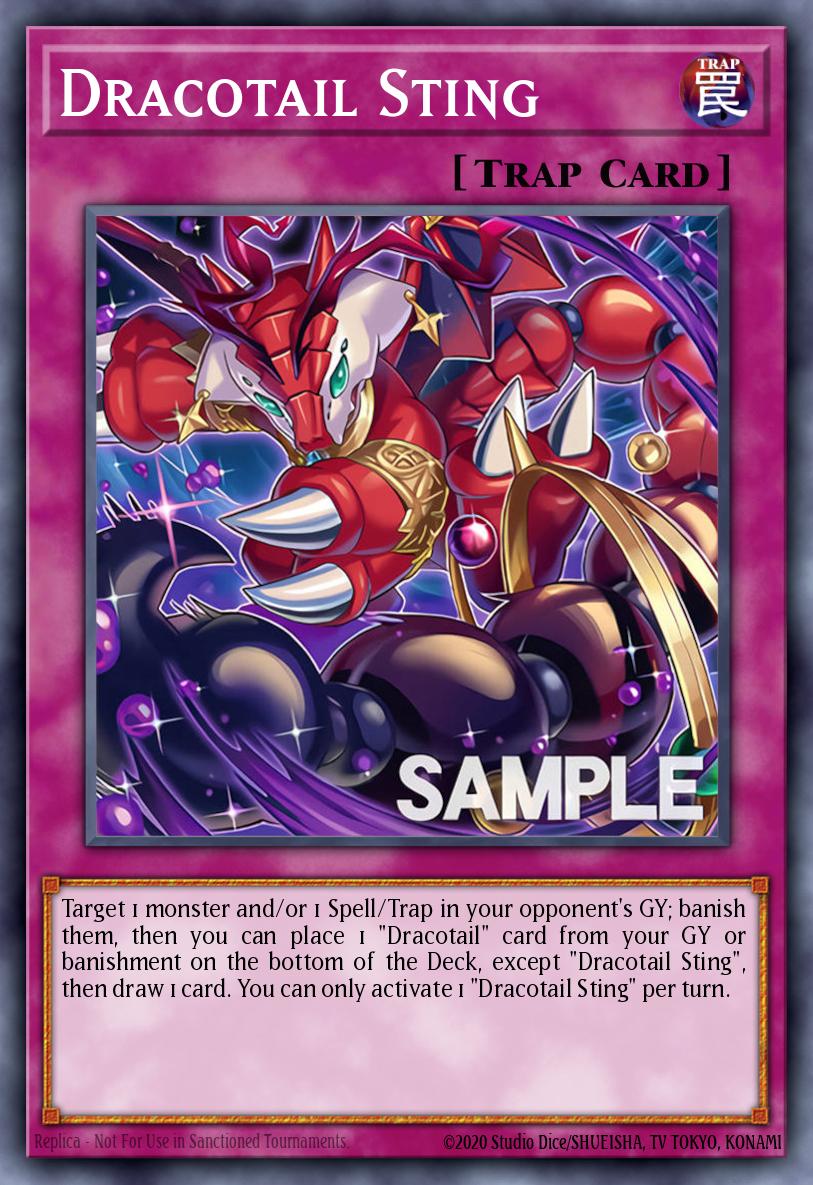 Dracotail Sting
TRAP
罠
[Trap Card]
SAMPLE
Target 1 monster and/or 1 Spell/Trap in your opponent's GY; banish
them, then you can place 1 "Dracotail" card from your GY or
banishment on the bottom of the Deck, except "Dracotail Sting",
then draw 1 card. You can only activate 1 "Dracotail Sting" per turn.
Replica - Not For Use in Sanctioned Tournaments.
©2020 Studio Dice/SHUEISHA, TV TOKYO, KONAMI